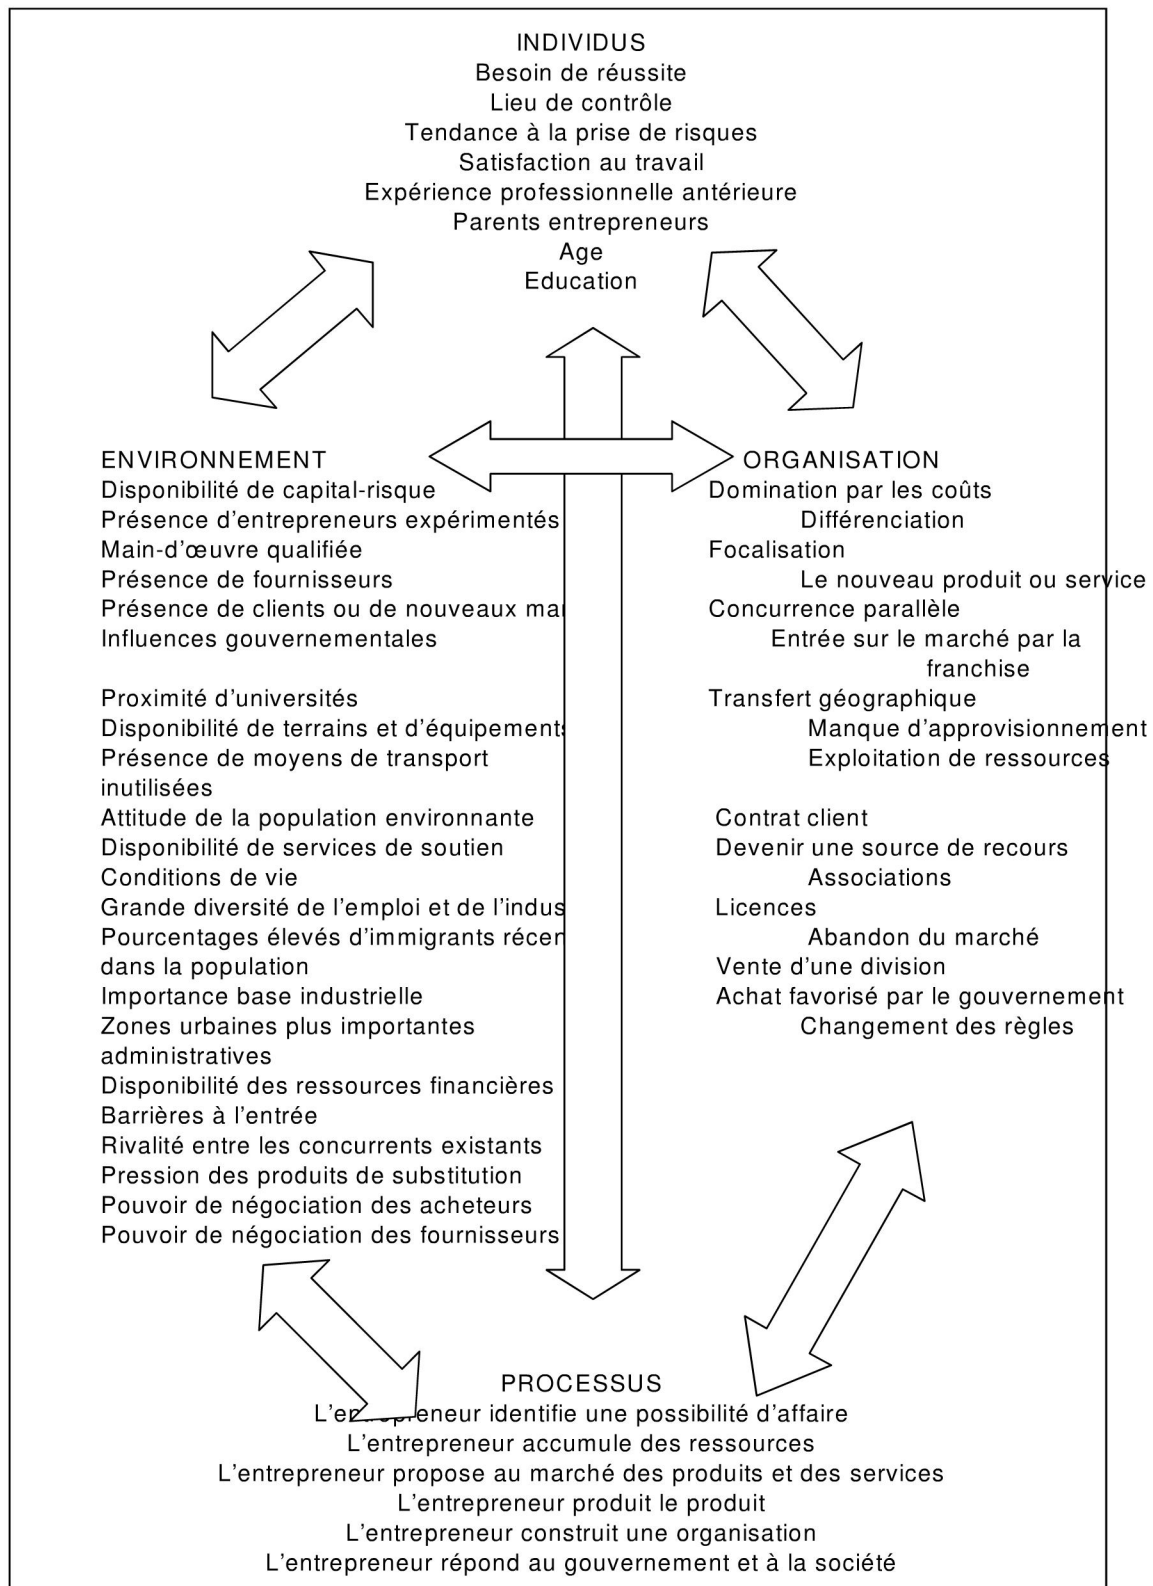 INDIVIDUS
Besoin de réussite
Lieu de contrôle
Tendance à la prise de risques
Satisfaction au travail
Expérience professionnelle antérieure
Parents entrepreneurs
Age
Education
ENVIRONNEMENT
Disponibilité de capital-risque
Présence d'entrepreneurs expérimentés
Main-d'œuvre qualifiée
Présence de fournisseurs
Présence de clients ou de nouveaux
Influences gouvernementales
Proximité d'universités
Disponibilité de terrains et d'équipements
Présence de moyens de transport
inutilisées
Attitude de la population environnante
Disponibilité de services de soutien
Conditions de vie
Grande diversité de l'emploi et de
Pourcentages élevés d'immigrants
dans la population
Importance base industrielle
Zones urbaines plus importantes
administratives
Disponibilité des ressources financières
Barrières à l'entrée
Rivalité entre les concurrents existants
Pression des produits de substitution
Pouvoir de négociation des acheteurs
Pouvoir de négociation des fournisseurs
ORGANISATION
Domination par les coûts
Différenciation
Focalisation
Le nouveau produit ou service
Concurrence parallèle
Entrée sur le marché par la
franchise
Transfert géographique
Manque d'approvisionnement
Exploitation de ressources
Contrat client
Devenir une source de recours
Associations
Licences
Abandon du marché
Vente d'une division
Achat favorisé par le gouvernement
Changement des règles
PROCESSUS
L'entrepreneur identifie une possibilité d'affaire
L'entrepreneur accumule des ressources
L'entrepreneur propose au marché des produits et des services
L'entrepreneur produit le produit
L'entrepreneur construit une organisation
L'entrepreneur répond au gouvernement et à la société